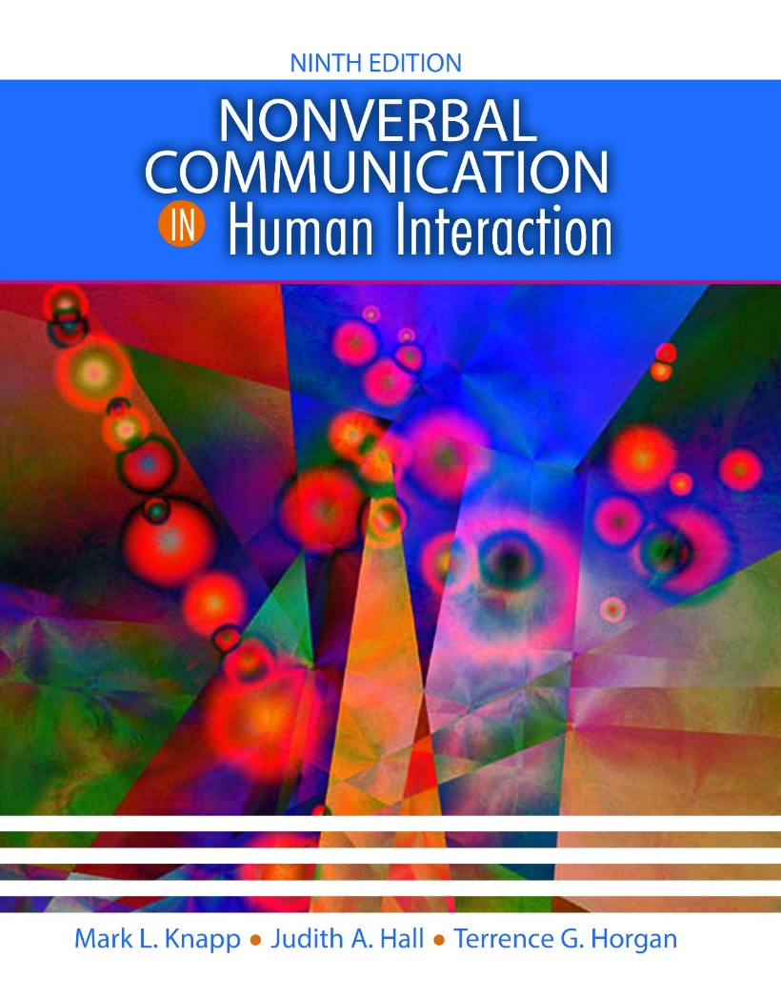 NINTH EDITION
NONVERBAL
COMMUNICATION
IN Human Interaction
Mark L. Knapp • Judith A. Hall • Terrence G. Horgan